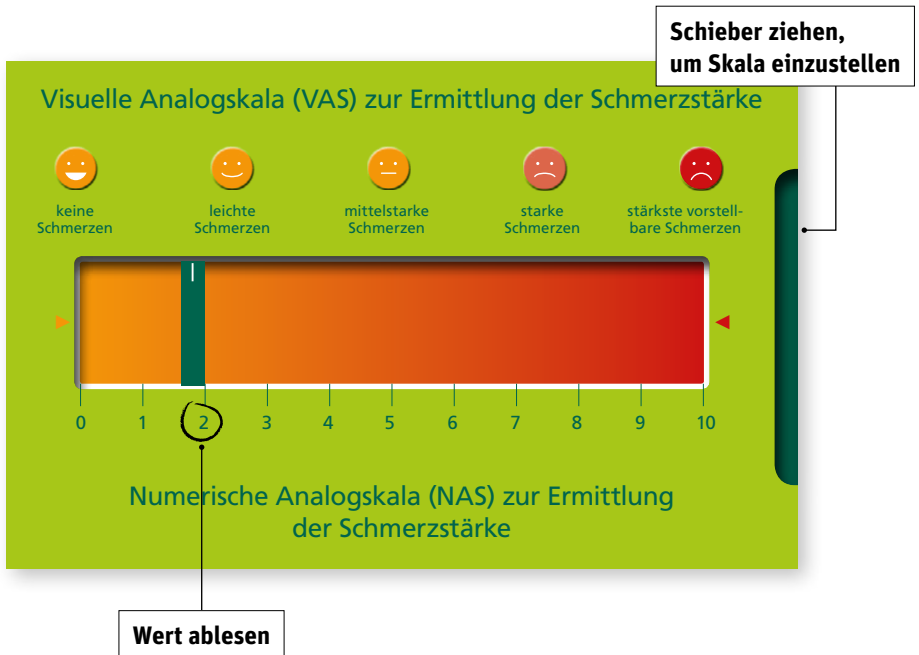 Schieber ziehen,
um Skala einzustellen
Visuelle Analogskala (VAS) zur Ermittlung der Schmerzstärke
keine
Schmerzen
leichte
Schmerzen
mittelstarke
Schmerzen
starke
Schmerzen
stärkste vorstell-
bare Schmerzen
0 1 2 3 4 5 6 7 8 9 10
Numerische Analogskala (NAS) zur Ermittlung
der Schmerzstärke
Wert ablesen